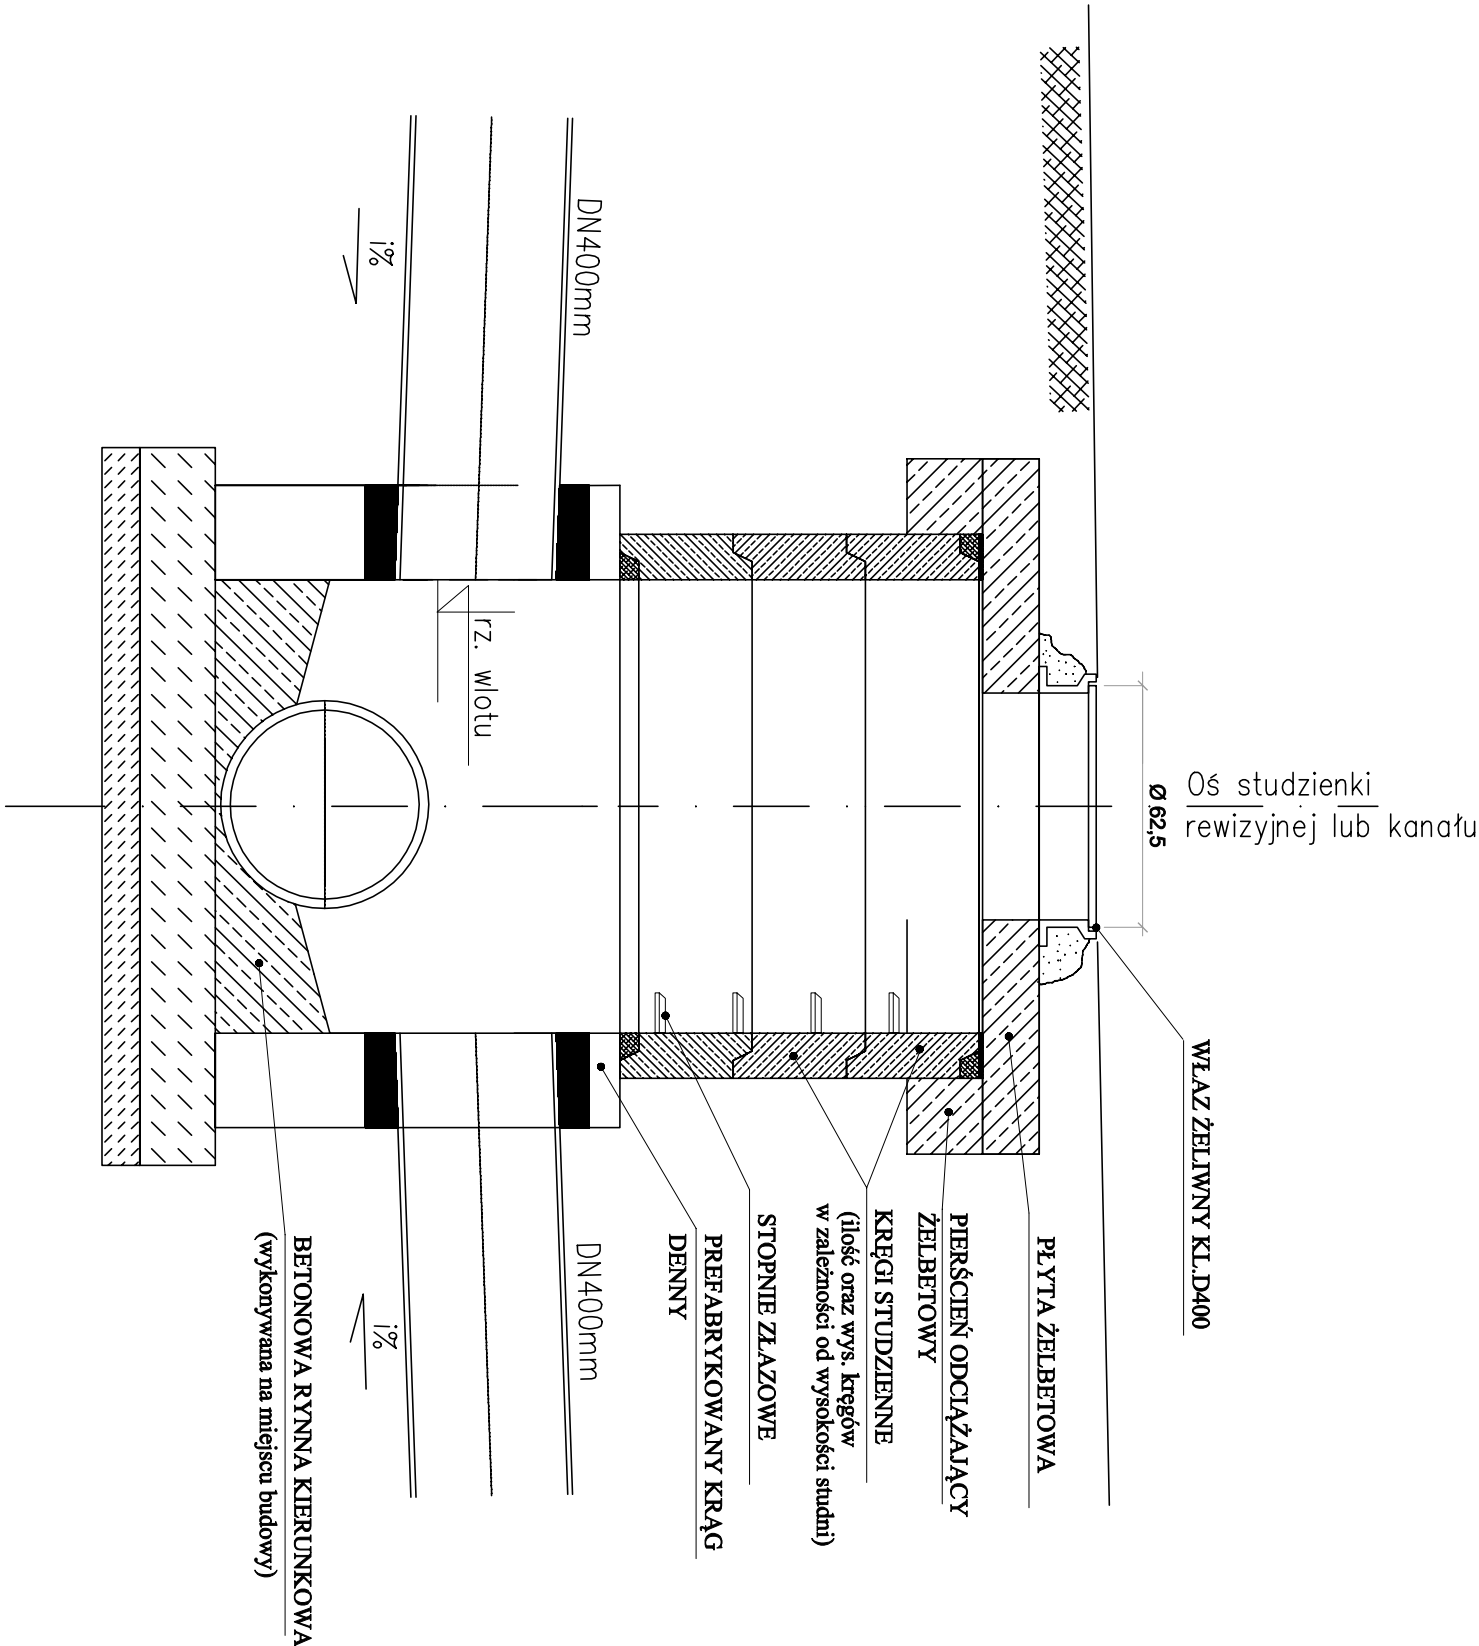 Oś studzienki
rewizyjnej lub kanału
Ø 62,5
WŁAZ ŻELIWNY KL.D400
PŁYTA ŻELBETOWA
PIERŚCIEŃ ODCIĄŻAJĄCY
ŻELBETOWY
KRĘGI STUDZIENNE
(ilość oraz wys. kręgów
w zależności od wysokości studni)
STOPNIE ZŁAZOWE
PREFABRYKOWANY KRĄG
DENNY
BETONOWA RYNNA KIERUNKOWA
(wykonywana na miejscu budowy)
DN400mm
i%
rz. wlotu
DN400mm
i%